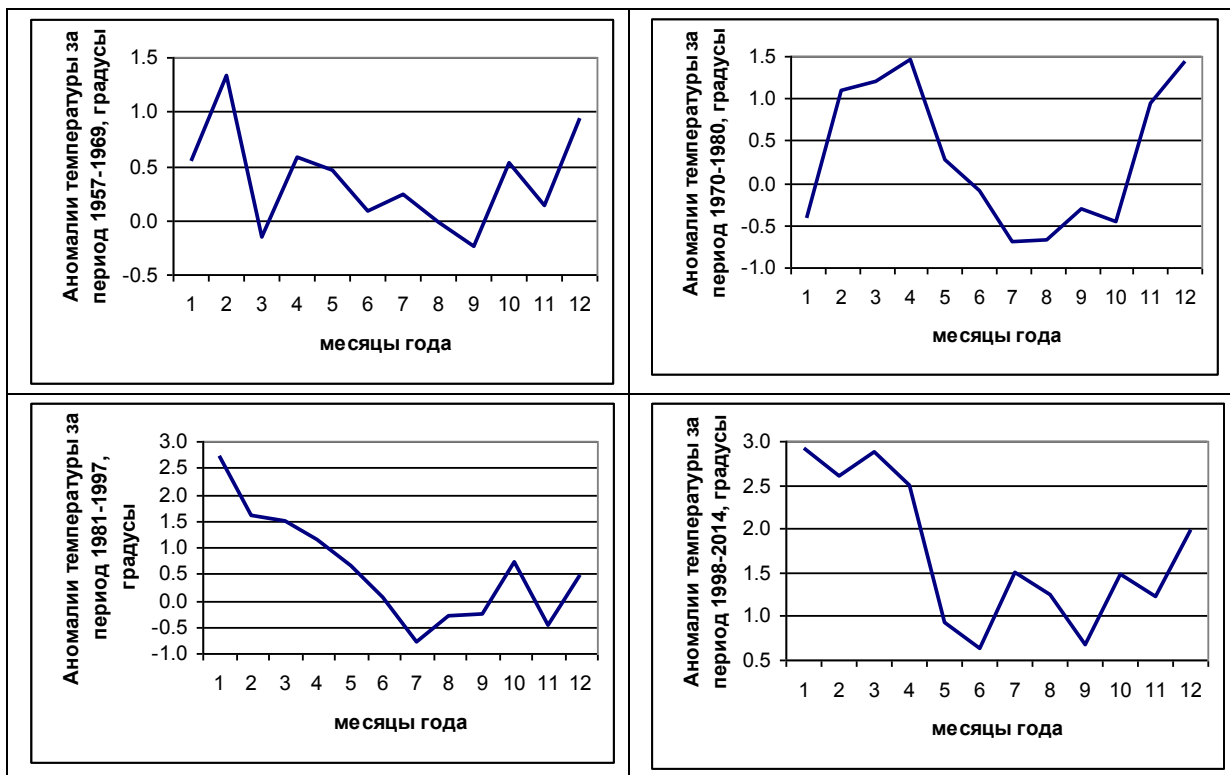 Аномалии температуры за
период 1957-1969, градусы
1.5
1.0
0.5
0.0
-0.5
1 2 3 4 5 6 7 8 9 10 11 12
месяцы года
Аномалии температуры за
период 1970-1980, градусы
1.5
1.0
0.5
0.0
-0.5
-1.0
1 2 3 4 5 6 7 8 9 10 11 12
месяцы года
Аномалии температуры за
период 1981-1997,
градусы
3.0
2.5
2.0
1.5
1.0
0.5
0.0
-0.5
-1.0
1 2 3 4 5 6 7 8 9 10 11 12
месяцы года
Аномалии температуры за
период 1998-2014, градусы
3.0
2.5
2.0
1.5
1.0
0.5
1 2 3 4 5 6 7 8 9 10 11 12
месяцы года